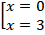 x = 0
x = 3